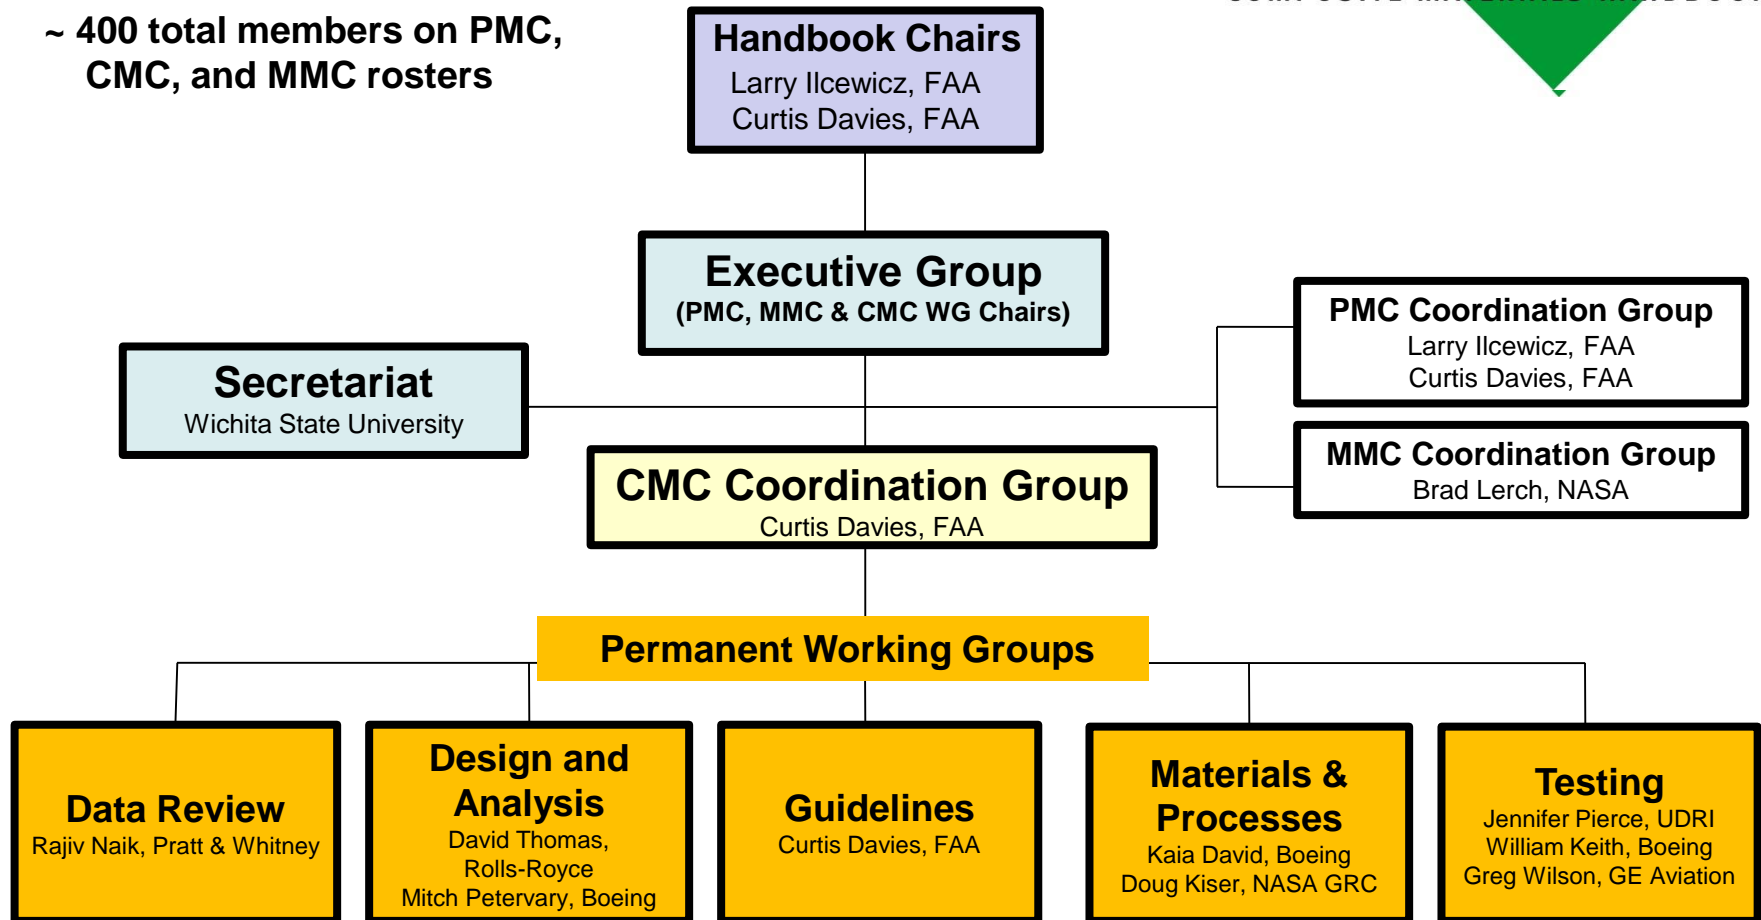 ~ 400 total members on PMC,
CMC, and MMC rosters
Handbook Chairs
Larry Ilcewicz, FAA
Curtis Davies, FAA
Executive Group
(PMC, MMC & CMC WG Chairs)
PMC Coordination Group
Larry Ilcewicz, FAA
Curtis Davies, FAA
Secretariat
Wichita State University
MMC Coordination Group
Brad Lerch, NASA
CMC Coordination Group
Curtis Davies, FAA
Permanent Working Groups
Data Review
Rajiv Naik, Pratt & Whitney
Design and
Analysis
David Thomas,
Rolls-Royce
Mitch Petervary, Boeing
Guidelines
Curtis Davies, FAA
Materials &
Processes
Kaia David, Boeing
Doug Kiser, NASA GRC
Testing
Jennifer Pierce, UDRI
William Keith, Boeing
Greg Wilson, GE Aviation